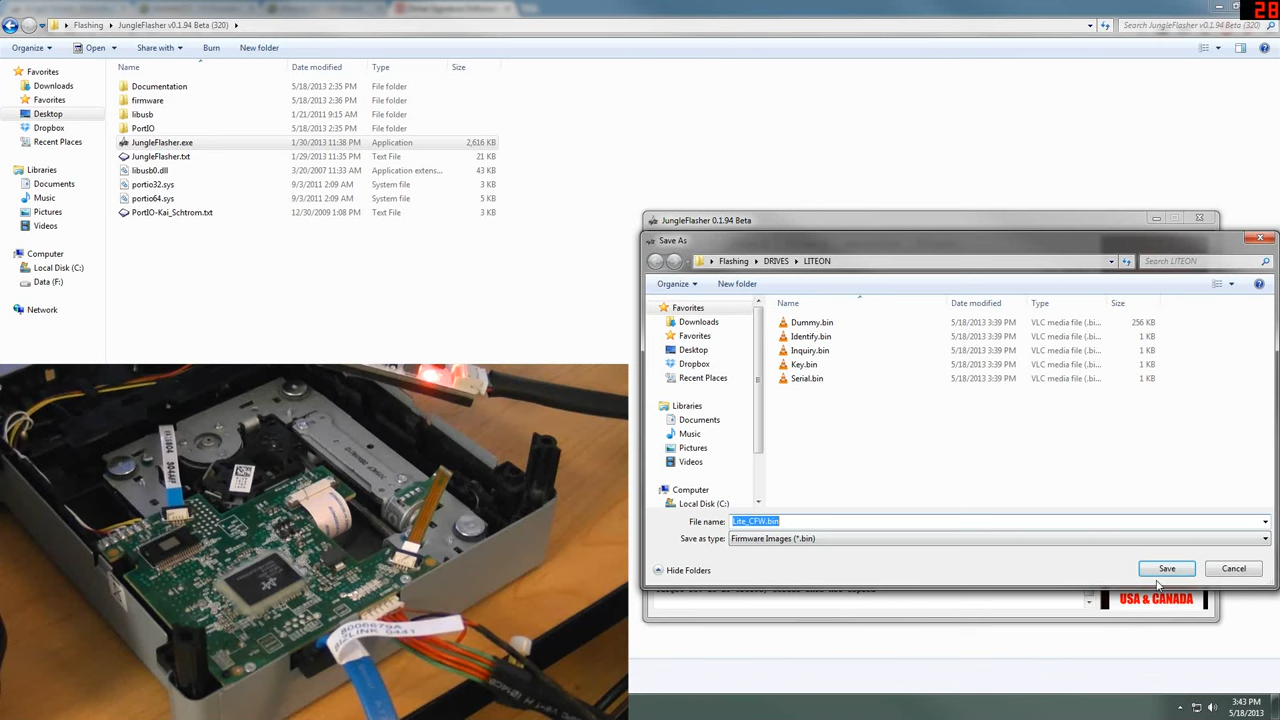 28
Flashing ▸ JungleFlasher v0.1.94 Beta (320) ▸
Search JungleFlasher v0.1.94 Beta (320)
Organize ▾ Open ▾ Share with ▾ Burn New folder
Name Date modified Type Size
Favorites
Downloads
Favorites
Desktop
Dropbox
Recent Places
Libraries
Documents
Music
Pictures
Videos
Computer
Local Disk (C:)
Data (F:)
Network
Documentation 5/18/2013 2:35 PM File folder
firmware 5/18/2013 2:36 PM File folder
libusb 1/21/2011 9:15 AM File folder
PortIO 5/18/2013 2:35 PM File folder
JungleFlasher.exe 1/30/2013 11:38 PM Application 2,616 KB
JungleFlasher.txt 1/29/2013 11:35 PM Text File 21 KB
libusb0.dll 3/20/2007 11:33 AM Application extens... 43 KB
portio32.sys 9/3/2011 2:09 AM System file 3 KB
portio64.sys 9/3/2011 2:09 AM System file 5 KB
PortIO-Kai_Schtrom.txt 12/30/2009 1:08 PM Text File 3 KB
JungleFlasher 0.1.94 Beta
Save As
Flashing ▸ DRIVES ▸ LITEON
Search LITEON
Organize ▾ New folder
Name Date modified Type Size
Favorites
Downloads
Favorites
Desktop
Dropbox
Recent Places
Libraries
Documents
Music
Pictures
Videos
Computer
Local Disk (C:)
Dummy.bin 5/18/2013 3:39 PM VLC media file (.bi... 256 KB
Identify.bin 5/18/2013 3:39 PM VLC media file (.bi... 1 KB
Inquiry.bin 5/18/2013 3:39 PM VLC media file (.bi... 1 KB
Key.bin 5/18/2013 3:39 PM VLC media file (.bi... 1 KB
Serial.bin 5/18/2013 3:39 PM VLC media file (.bi... 1 KB
File name: Lite_CFW.bin
Save as type: Firmware Images (*.bin)
Hide Folders
Save Cancel
USA & CANADA
3:43 PM
5/18/2013